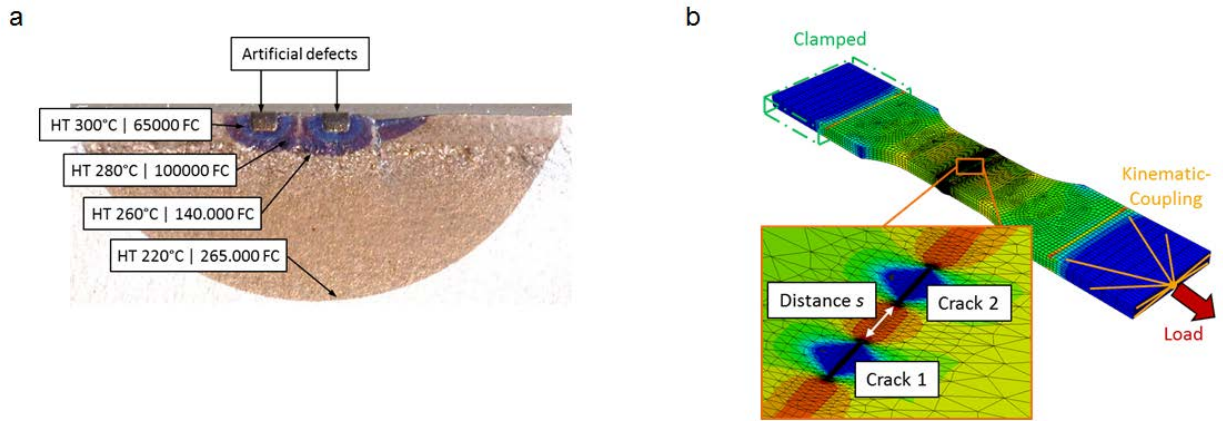 a
Artificial defects
HT 300°C | 65000 FC
HT 280°C | 100000 FC
HT 260°C | 140.000 FC
HT 220°C | 265.000 FC
b
Clamped
Kinematic-
Coupling
Distance s
Crack 2
Crack 1
Load